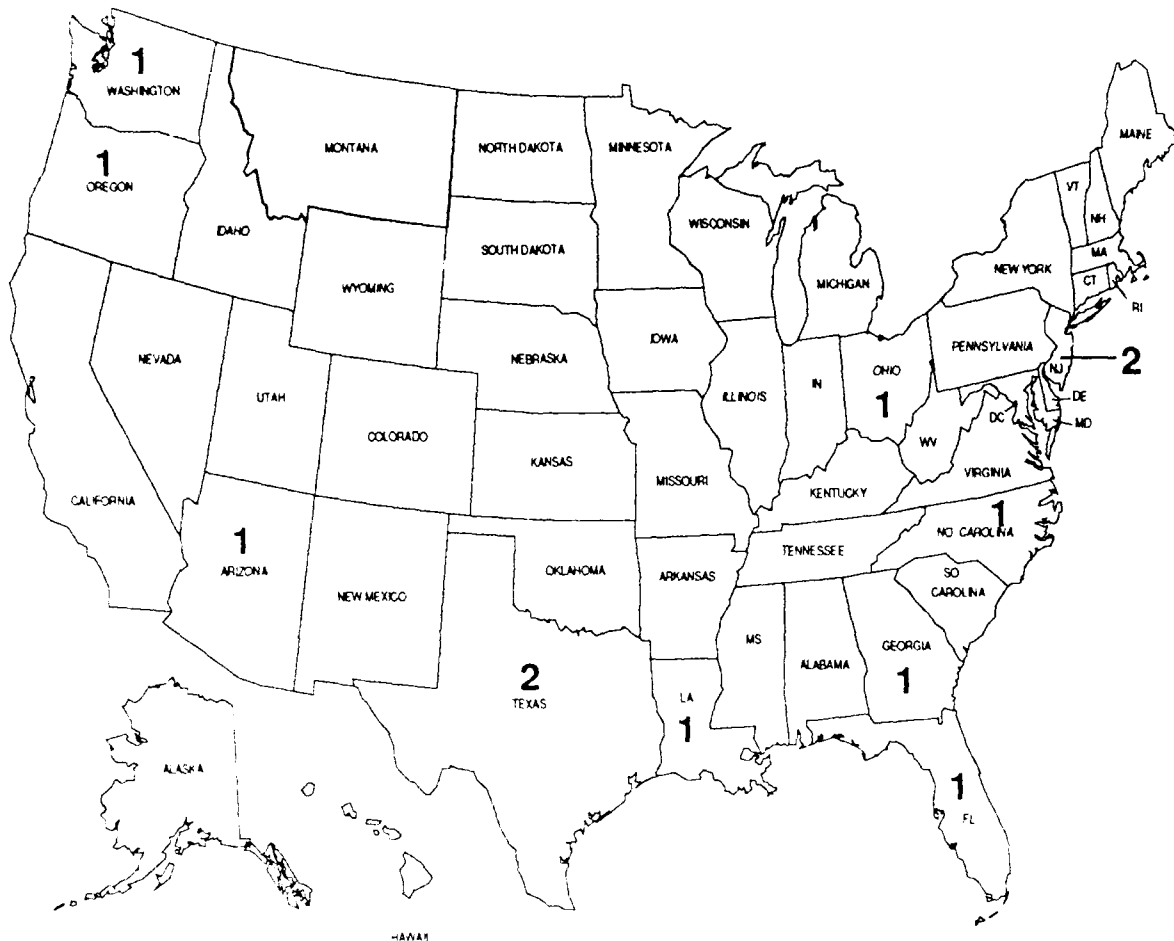 1
WASHINGTON
1
OREGON
IDAHO
MONTANA
NORTH DAKOTA
MINNESOTA
MAINE
VT
NH
MA
NEW YORK
CT
RI
WISCONSIN
MICHIGAN
SOUTH DAKOTA
WYOMING
IOWA
NEBRASKA
NEVADA
UTAH
COLORADO
KANSAS
CALIFORNIA
ILLINOIS
IN
OHIO
1
PENNSYLVANIA
NJ
2
DE
MD
DC
WV
VIRGINIA
MISSOURI
KENTUCKY
1
NO CAROLINA
TENNESSEE
1
ARIZONA
NEW MEXICO
OKLAHOMA
ARKANSAS
SO
CAROLINA
MS
ALABAMA
GEORGIA
1
2
TEXAS
LA
1
1
FL
ALASKA
HAWAII